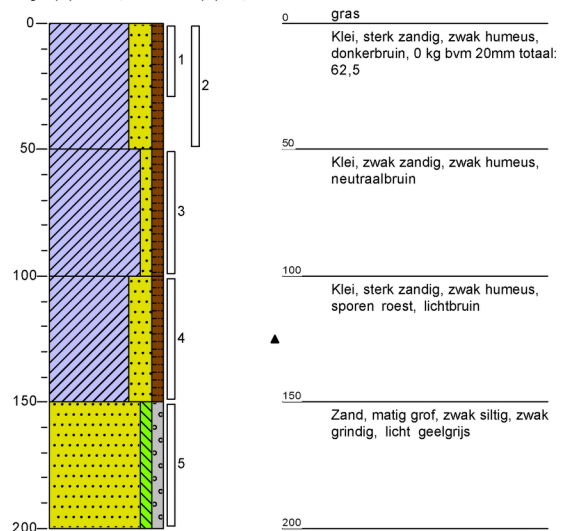 0
1
2
50
3
100
4
150
5
200
0
gras
Klei, sterk zandig, zwak humeus,
donkerbruin, 0 kg bvm 20mm totaal:
62,5
50
Klei, zwak zandig, zwak humeus,
neutraalbruin
100
Klei, sterk zandig, zwak humeus,
sporen roest, lichtbruin
150
Zand, matig grof, zwak siltig, zwak
grindig, licht geelgrijs
200